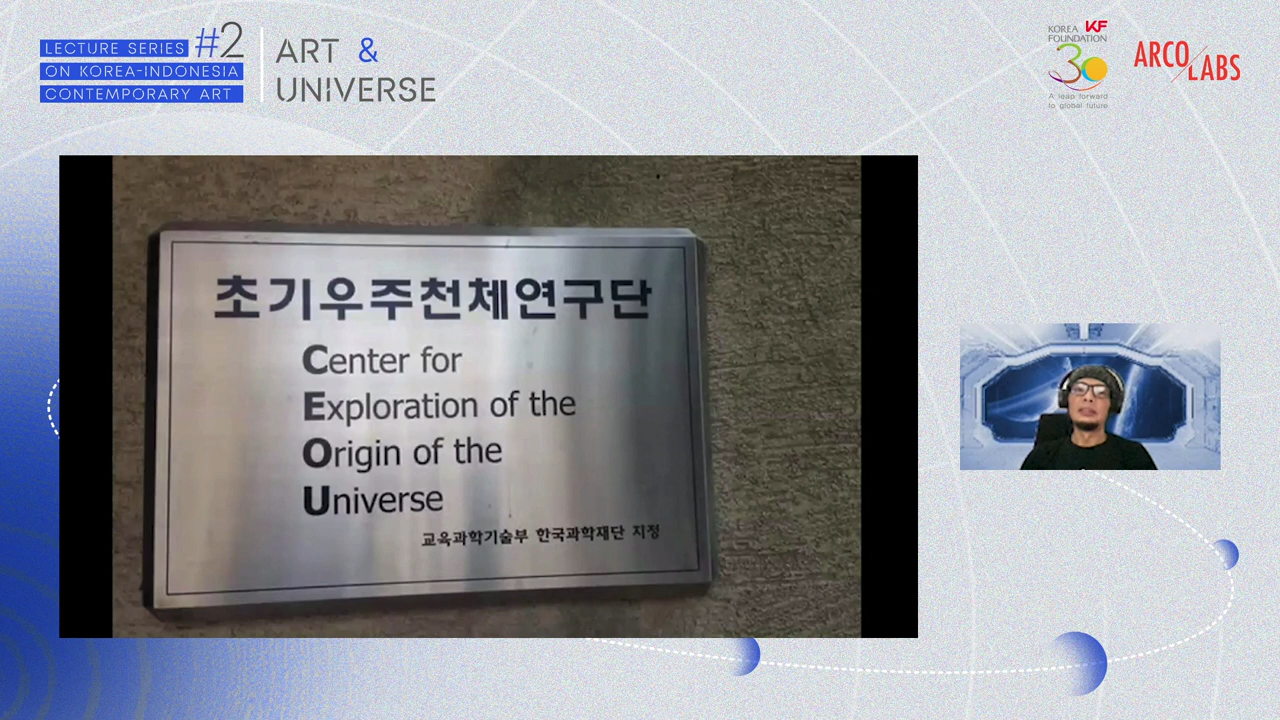 LECTURE SERIES
ON KOREA-INDONESIA
CONTEMPORARY ART
#2
ART &
UNIVERSE
KOREA KF
FOUNDATION
30
A leap forward
to global future
ARCO
LABS
초기우주천체연구단
Center for
Exploration of the
Origin of the
Universe
교육과학기술부 한국과학재단 지정